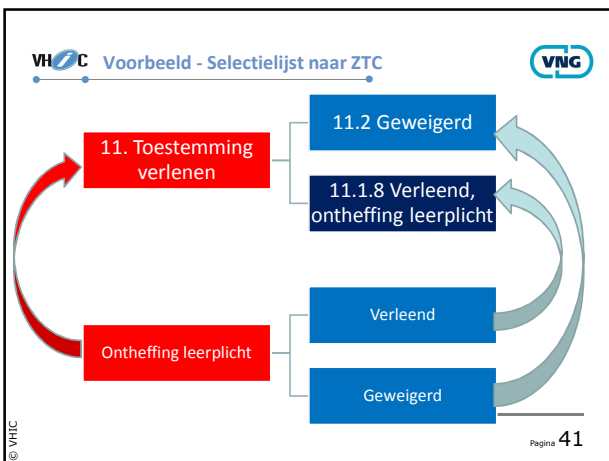 VHiC
Voorbeeld - Selectielijst naar ZTC
VNG
11.2 Geweigerd
11. Toestemming
verlenen
11.1.8 Verleend,
ontheffing leerplicht
Verleend
Ontheffing leerplicht
Geweigerd
© VHIC
Pagina 41